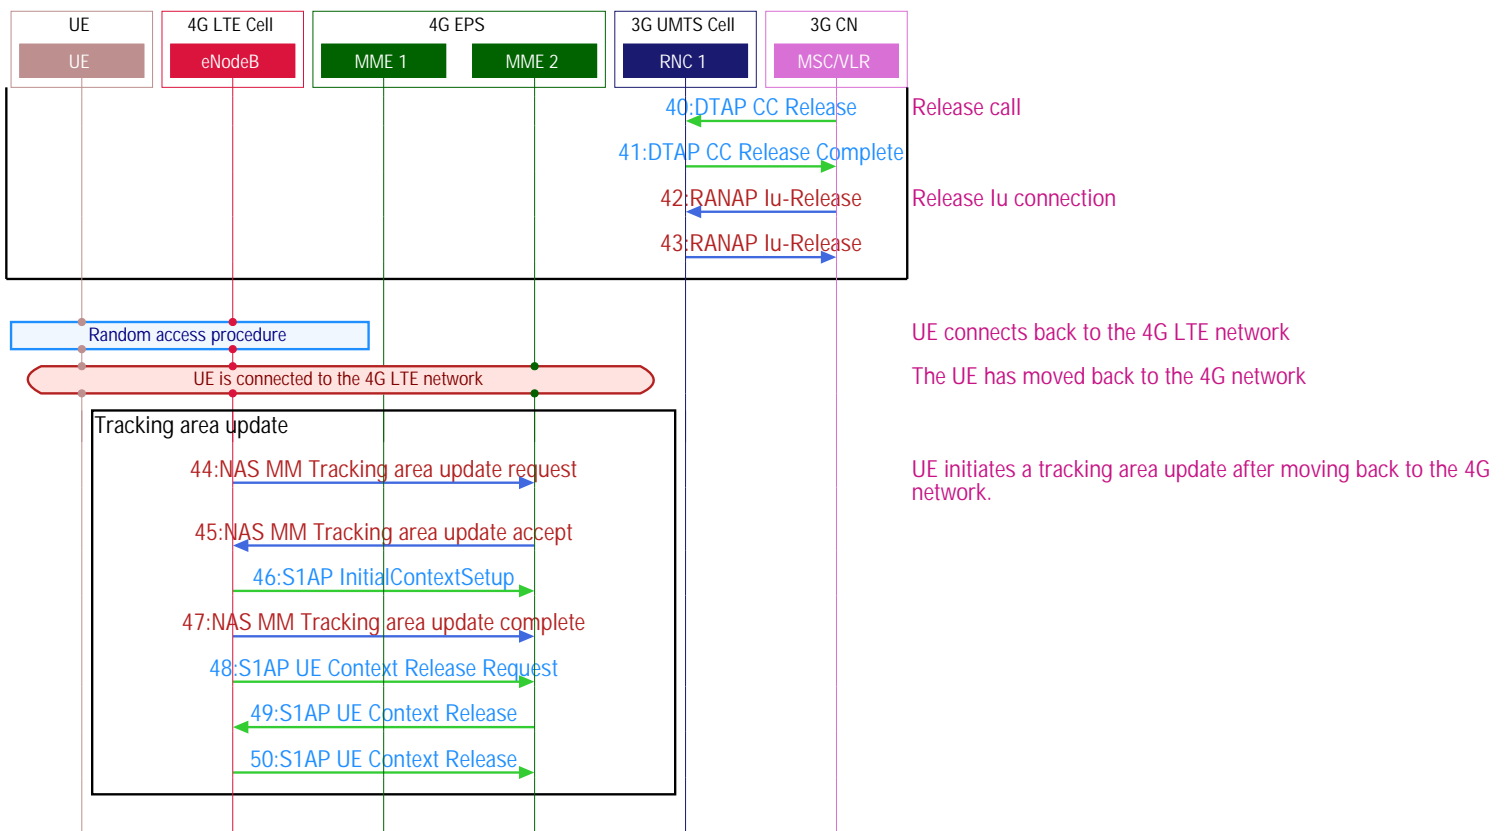 UE
4G LTE Cell
4G EPS
3G UMTS Cell
3G CN
UE
eNodeB
MME 1
MME 2
RNC 1
MSC/VLR
40:DTAP CC Release
Release call
41:DTAP CC Release Complete
42:RANAP Iu-Release
Release Iu connection
43:RANAP Iu-Release
Random access procedure
UE connects back to the 4G LTE network
UE is connected to the 4G LTE network
The UE has moved back to the 4G network
Tracking area update
44:NAS MM Tracking area update request
UE initiates a tracking area update after moving back to the 4G
network.
45:NAS MM Tracking area update accept
46:S1AP InitialContextSetup
47:NAS MM Tracking area update complete
48:S1AP UE Context Release Request
49:S1AP UE Context Release
50:S1AP UE Context Release